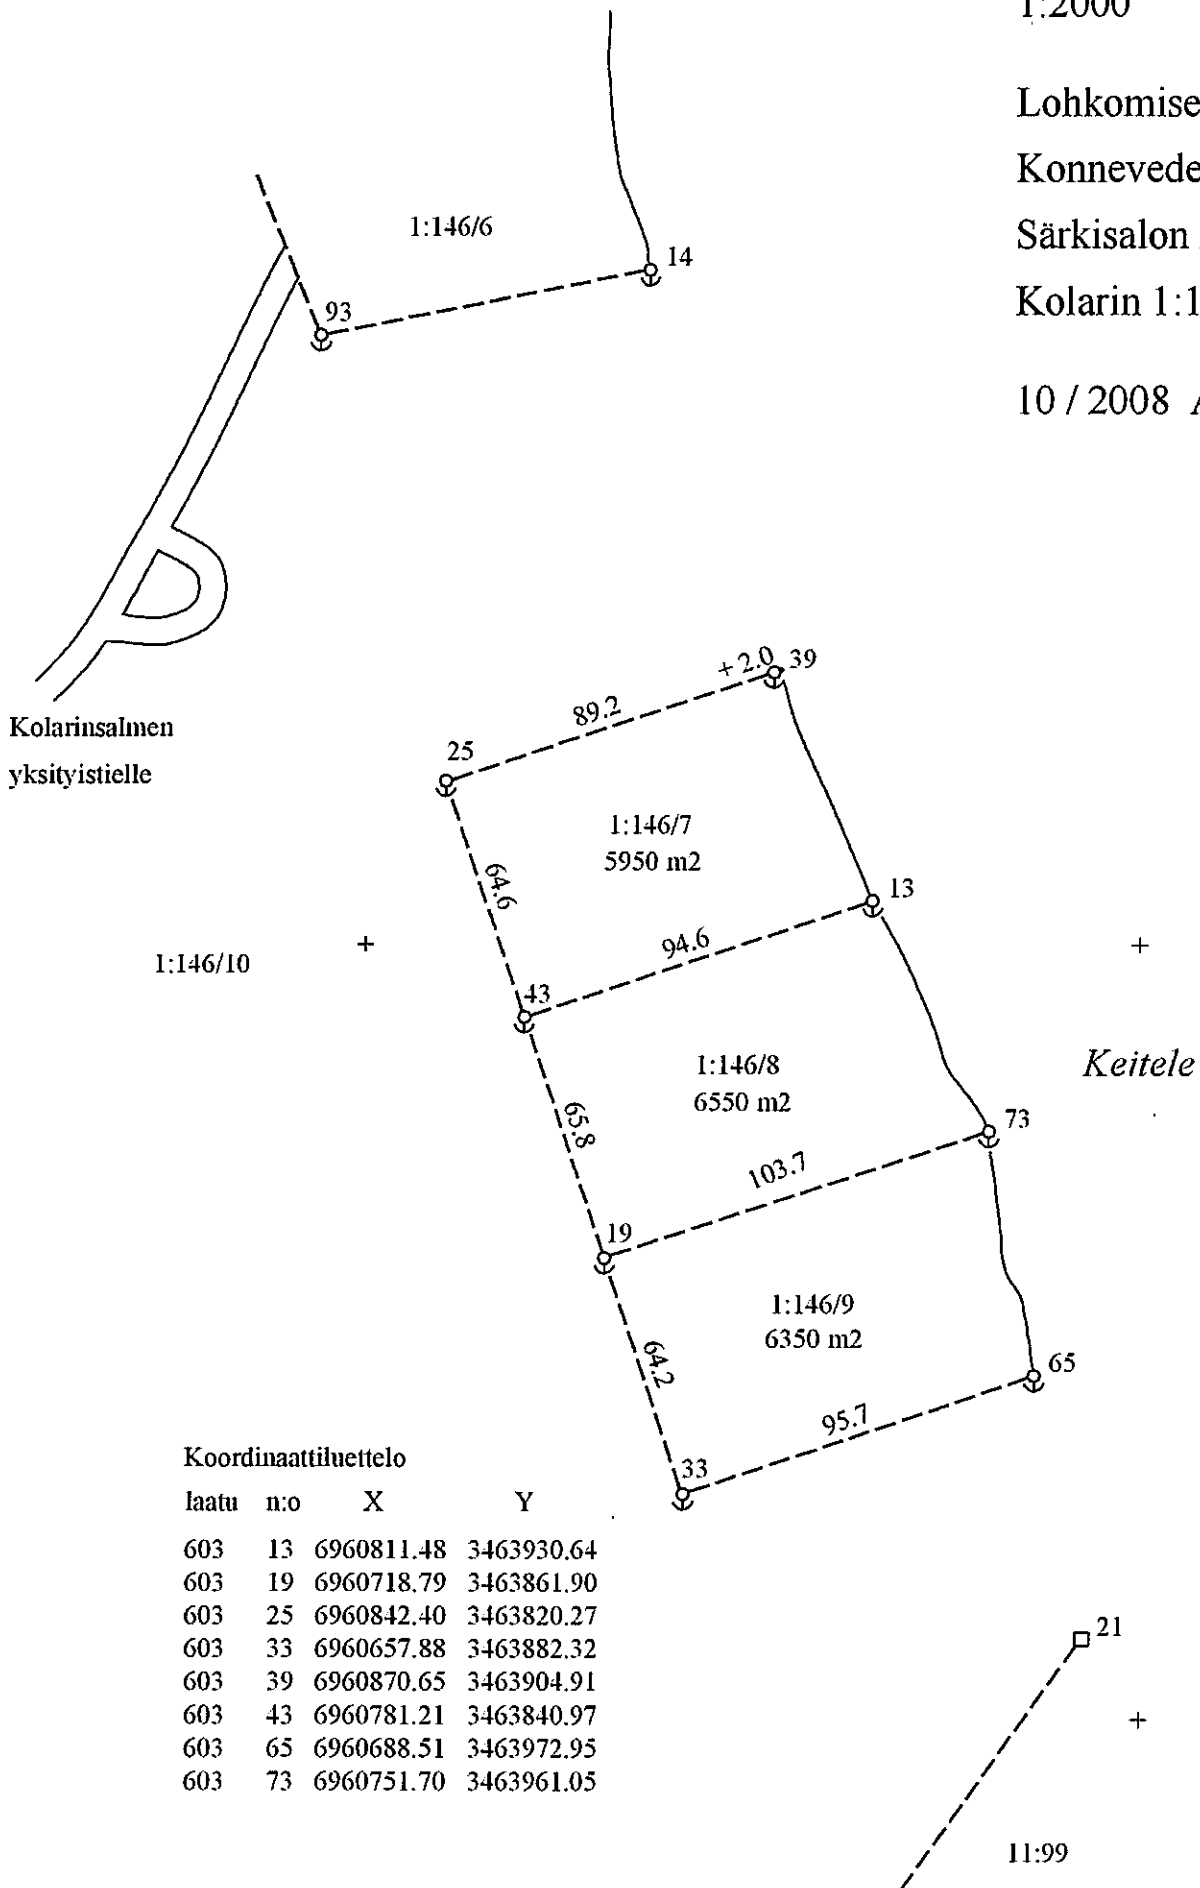 1:2000
Lohkomise
Konnevede
Särkisalon
Kolarin 1:1
10 / 2008
1:146/6
14
93
Kolarinsalmen
yksityistielle
+ 2.0
39
89.2
25
1:146/7
5950 m2
64.6
13
94.6
1:146/10
43
1:146/8
6550 m2
Keitele
65.8
73
103.7
19
1:146/9
6350 m2
64.2
65
95.7
33
Koordinaattiluettelo
laatu n:o X Y
603 13 6960811.48 3463930.64
603 19 6960718.79 3463861.90
603 25 6960842.40 3463820.27
603 33 6960657.88 3463882.32
603 39 6960870.65 3463904.91
603 43 6960781.21 3463840.97
603 65 6960688.51 3463972.95
603 73 6960751.70 3463961.05
21
11:99